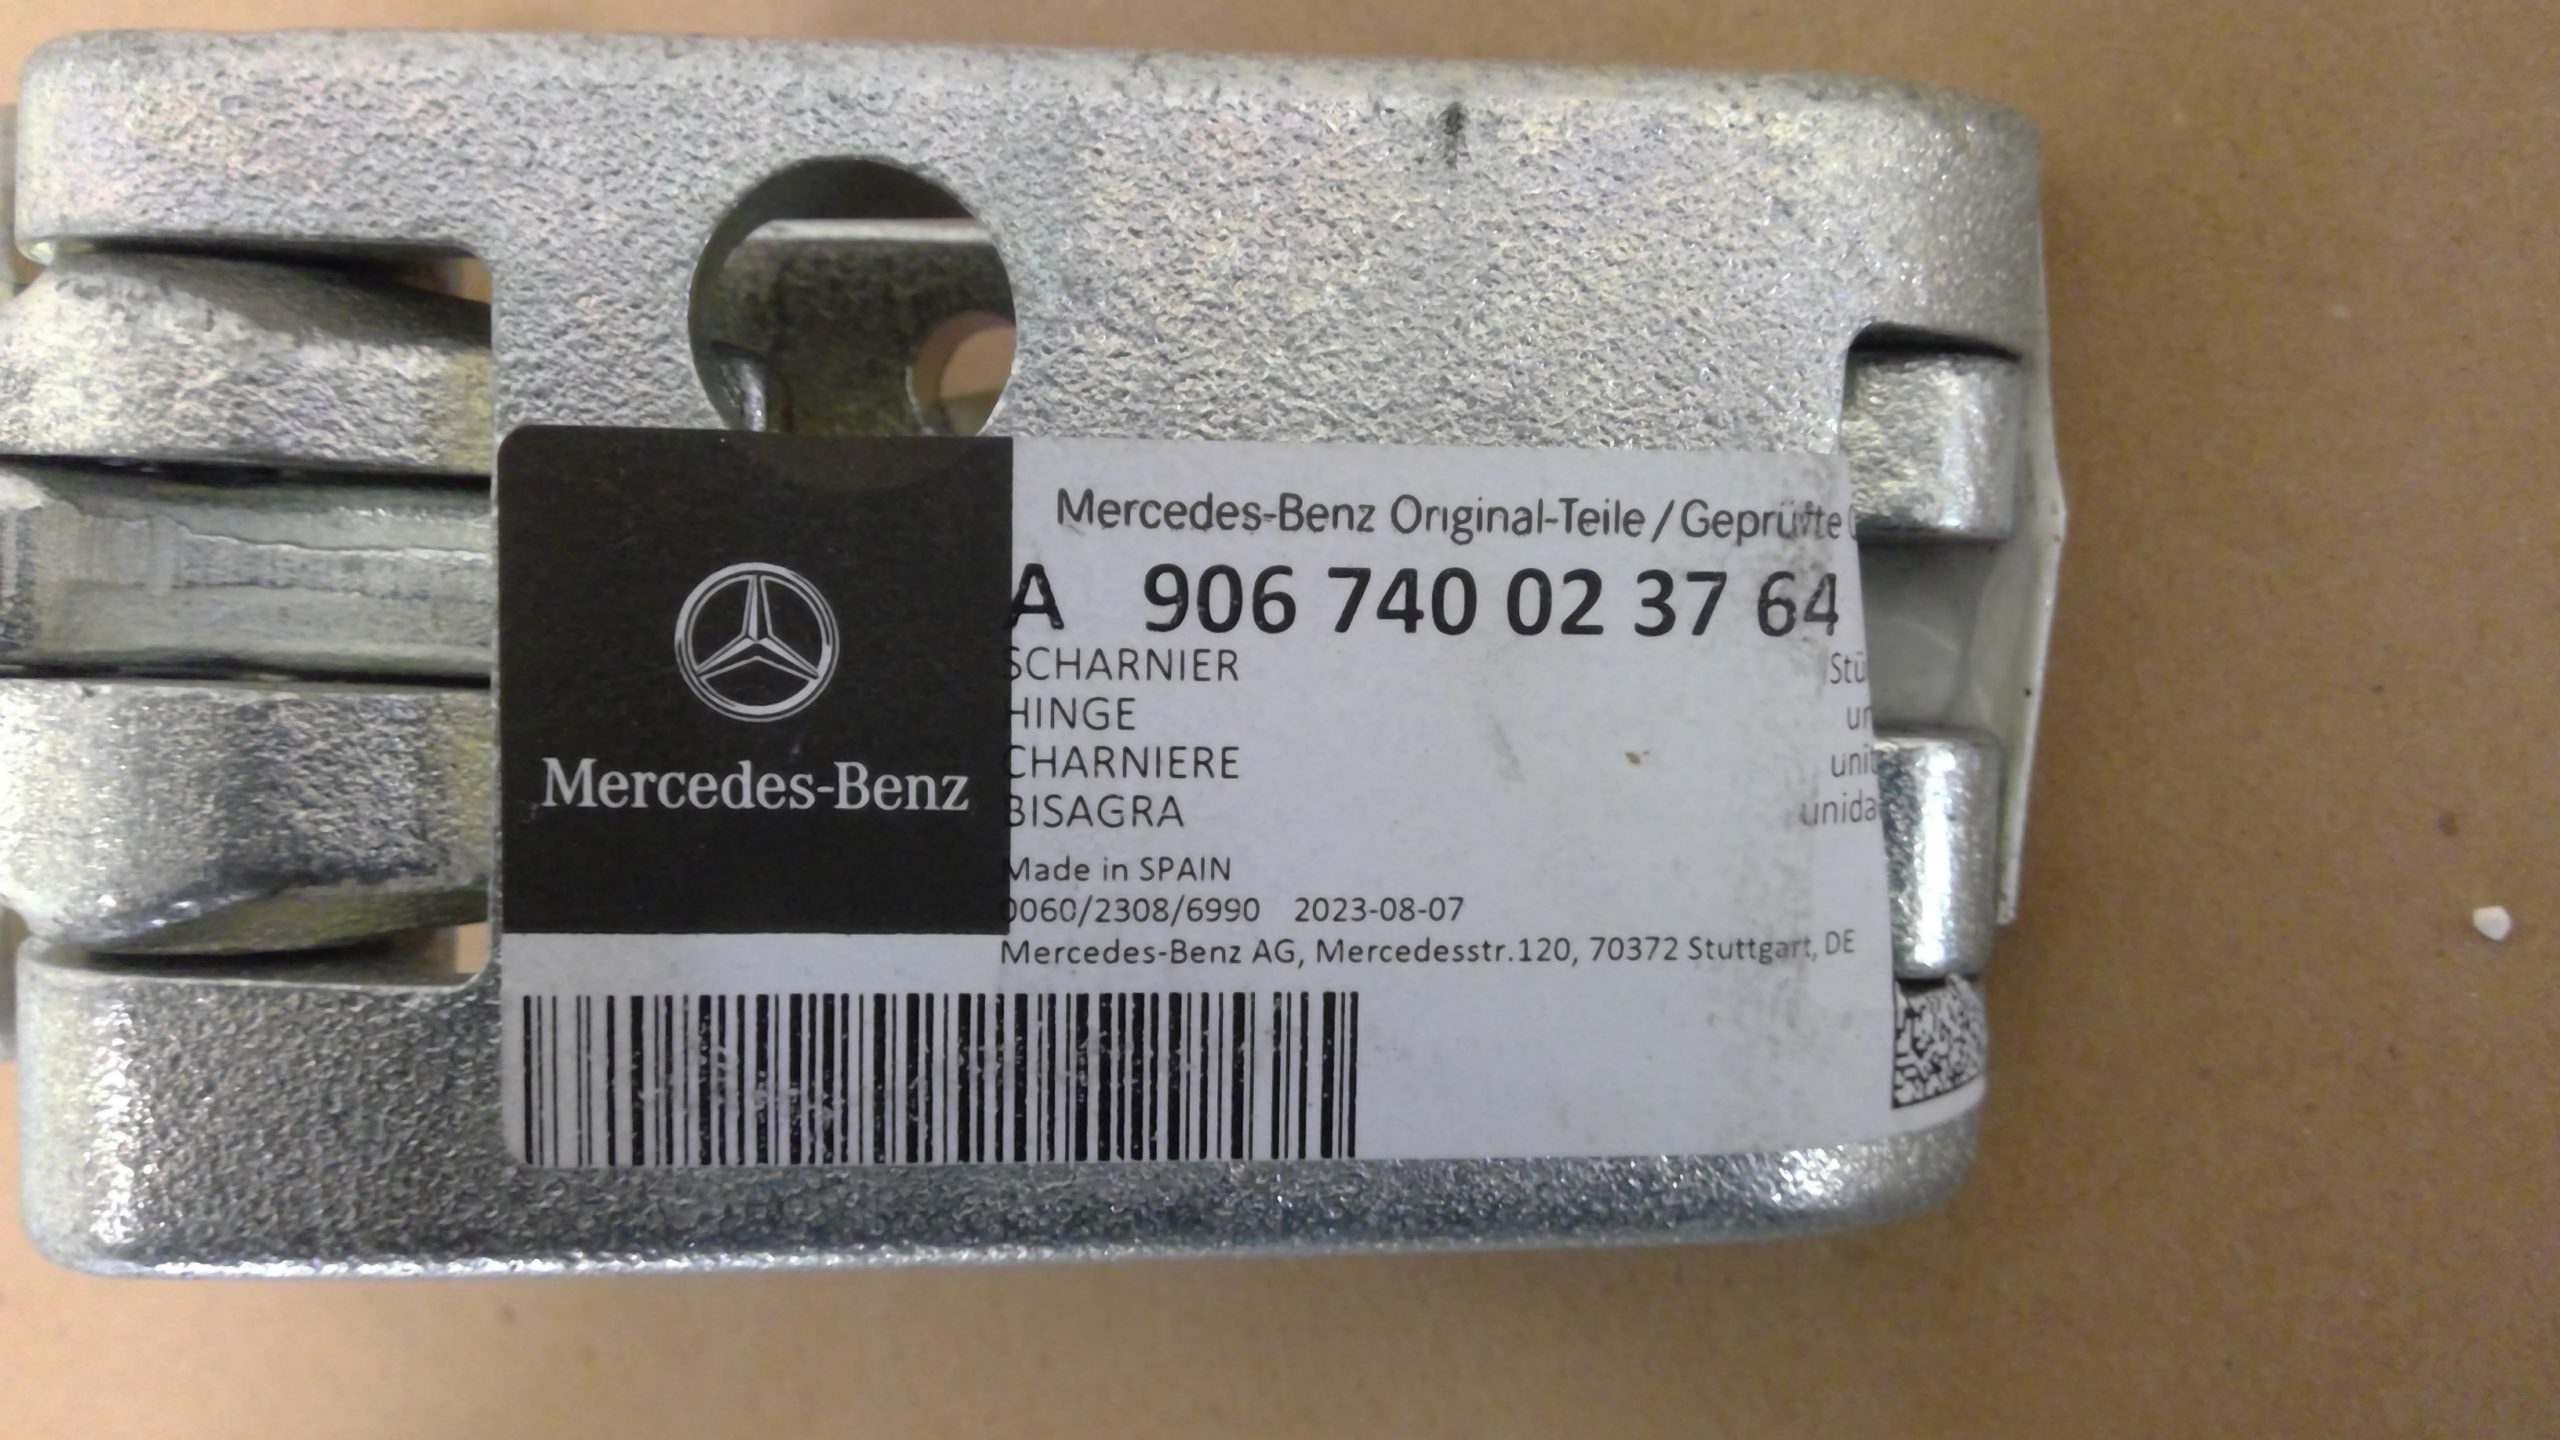 Mercedes-Benz
Mercedes-Benz Original-Teile / Geprüfte
A 906 740 02 37 64
SCHARNIER
HINGE
CHARNIERE
BISAGRA
Made in SPAIN
0060/2308/6990 2023-08-07
Mercedes-Benz AG, Mercedesstr.120, 70372 Stuttgart, DE